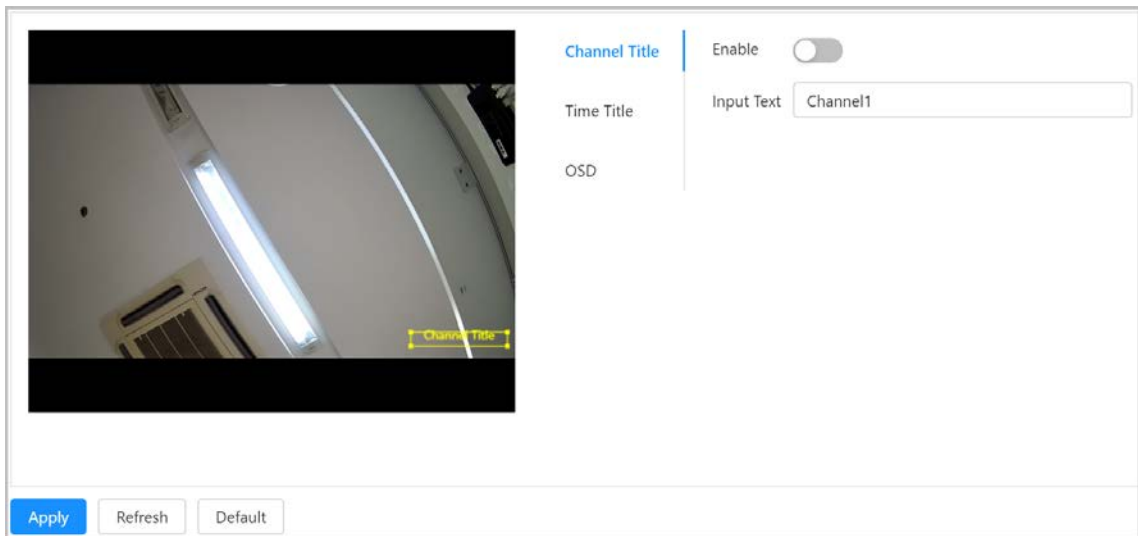 Channel Title
Enable
Input Text
Channel1
Time Title
OSD
Channel Title
Apply
Refresh
Default